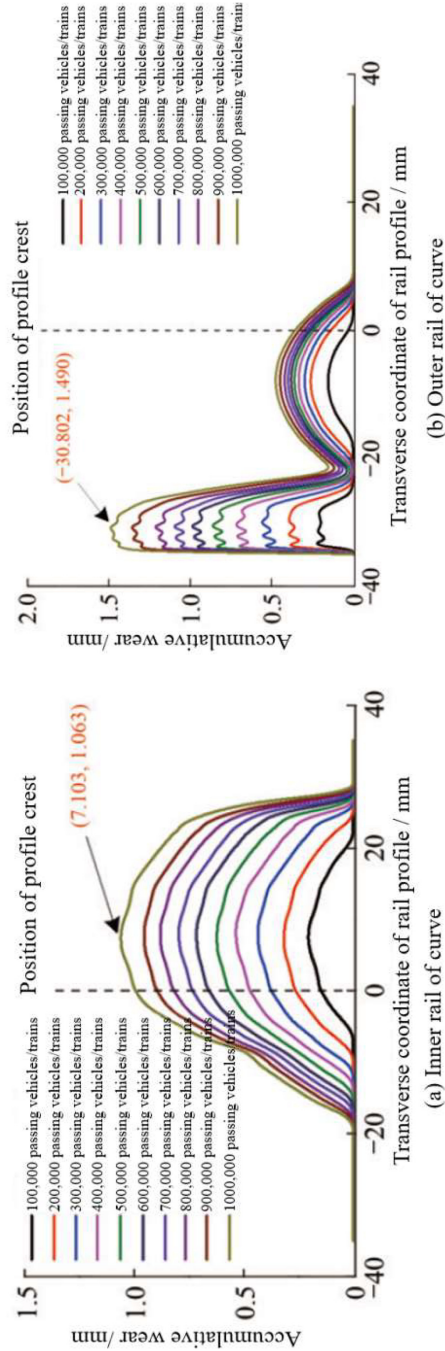 Accumulative wear /mm
1.5
1.0
0.5
0
100,000 passing vehicles/trains
200,000 passing vehicles/trains
300,000 passing vehicles/trains
400,000 passing vehicles/trains
500,000 passing vehicles/trains
600,000 passing vehicles/trains
700,000 passing vehicles/trains
800,000 passing vehicles/trains
900,000 passing vehicles/trains
1000,000 passing vehicles/trains
Position of profile crest
(7.103, 1.063)
−40
−20
0
20
40
Transverse coordinate of rail profile / mm
(a) Inner rail of curve
Accumulative wear /mm
2.0
1.5
1.0
0.5
0
Position of profile crest
(−30.802, 1.490)
100,000 passing vehicles/trains
200,000 passing vehicles/trains
300,000 passing vehicles/trains
400,000 passing vehicles/trains
500,000 passing vehicles/trains
600,000 passing vehicles/trains
700,000 passing vehicles/trains
800,000 passing vehicles/trains
900,000 passing vehicles/trains
1000,000 passing vehicles/trains
−40
−20
0
20
40
Transverse coordinate of rail profile / mm
(b) Outer rail of curve